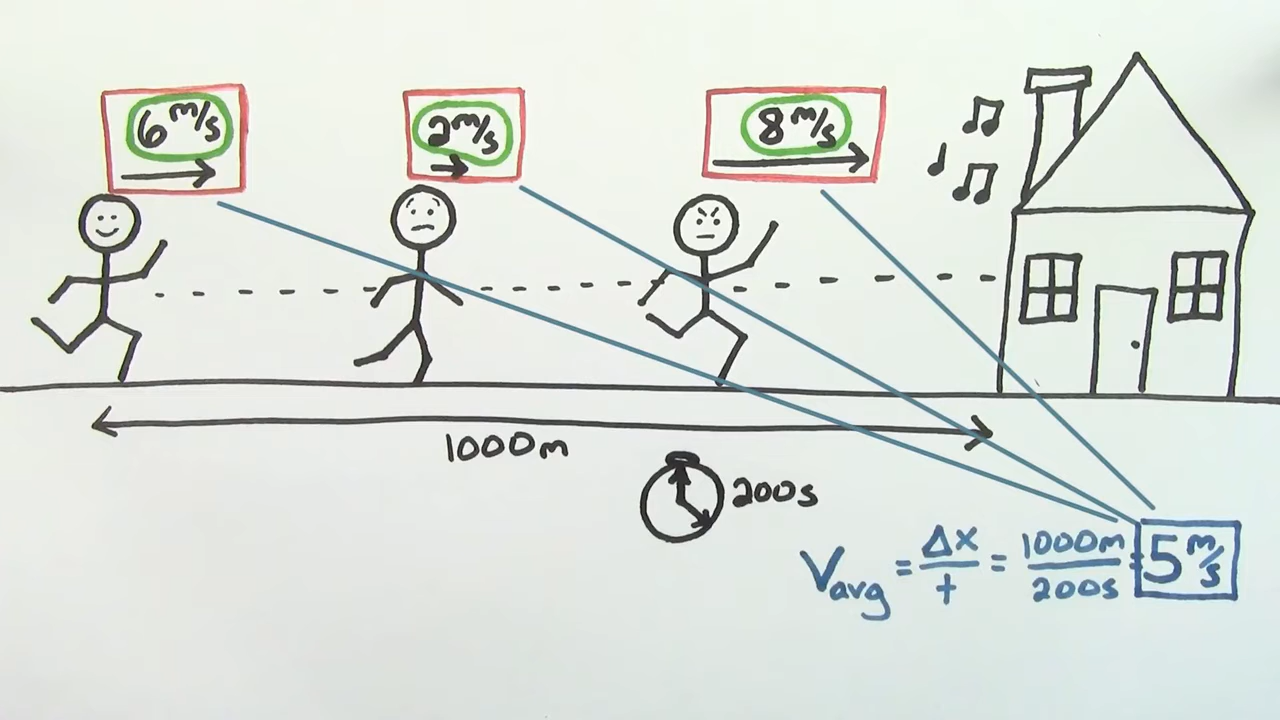 6 m/s
2 m/s
8 m/s
1000m
200s
Vavg = Δx/t = 1000m/200s = 5 m/s